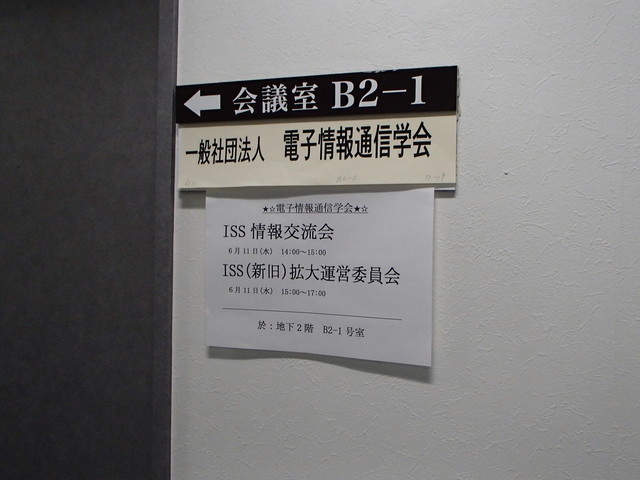 ← 会議室 B2-1
一般社団法人 電子情報通信学会
★☆電子情報通信学会★☆
ISS 情報交流会
6月11日(水) 14:00~15:00
ISS(新旧)拡大運営委員会
6月11日(水) 15:00~17:00
於:地下2階 B2-1号室